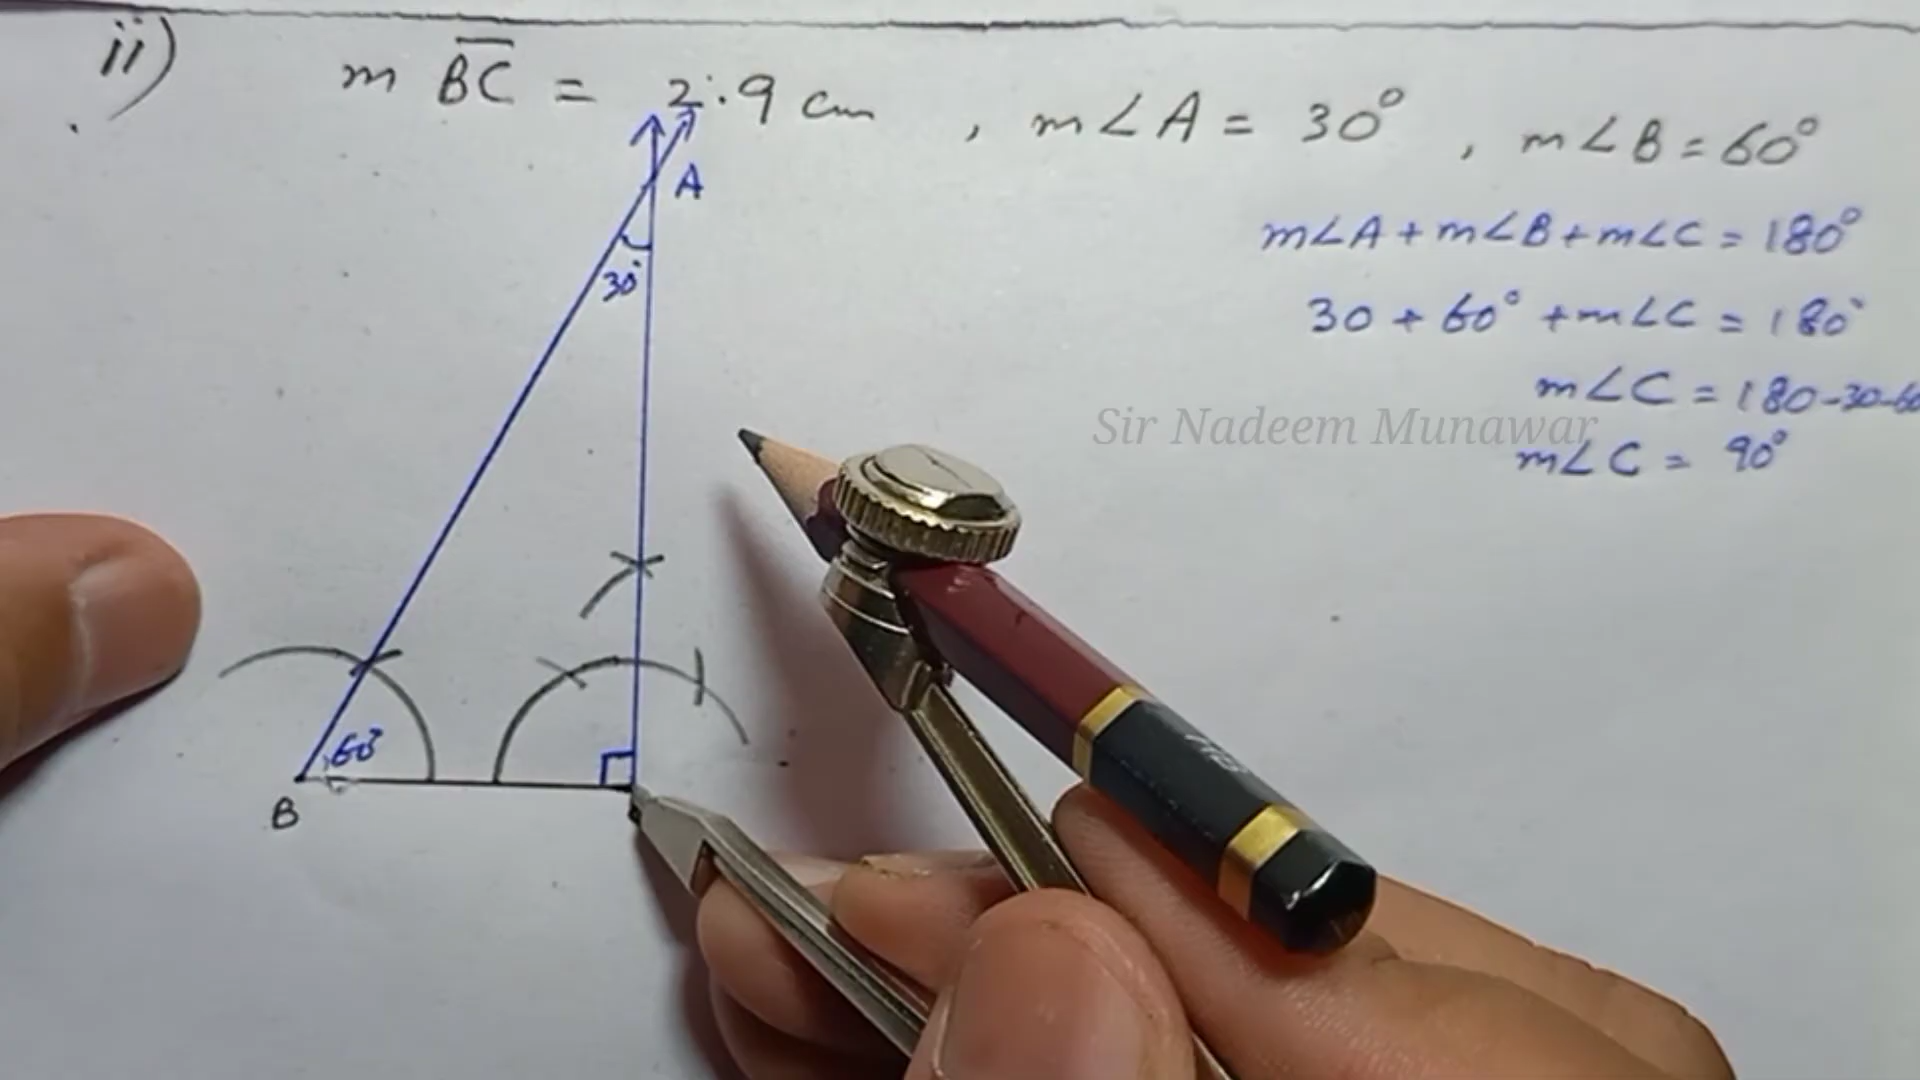 ii) m BC = 2.9 cm , m∠A = 30° , m∠B = 60°
A
m∠A + m∠B + m∠C = 180°
30°
30 + 60° + m∠C = 180°
m∠C = 180-30-60
Sir Nadeem Munawar
m∠C = 90°
60°
B